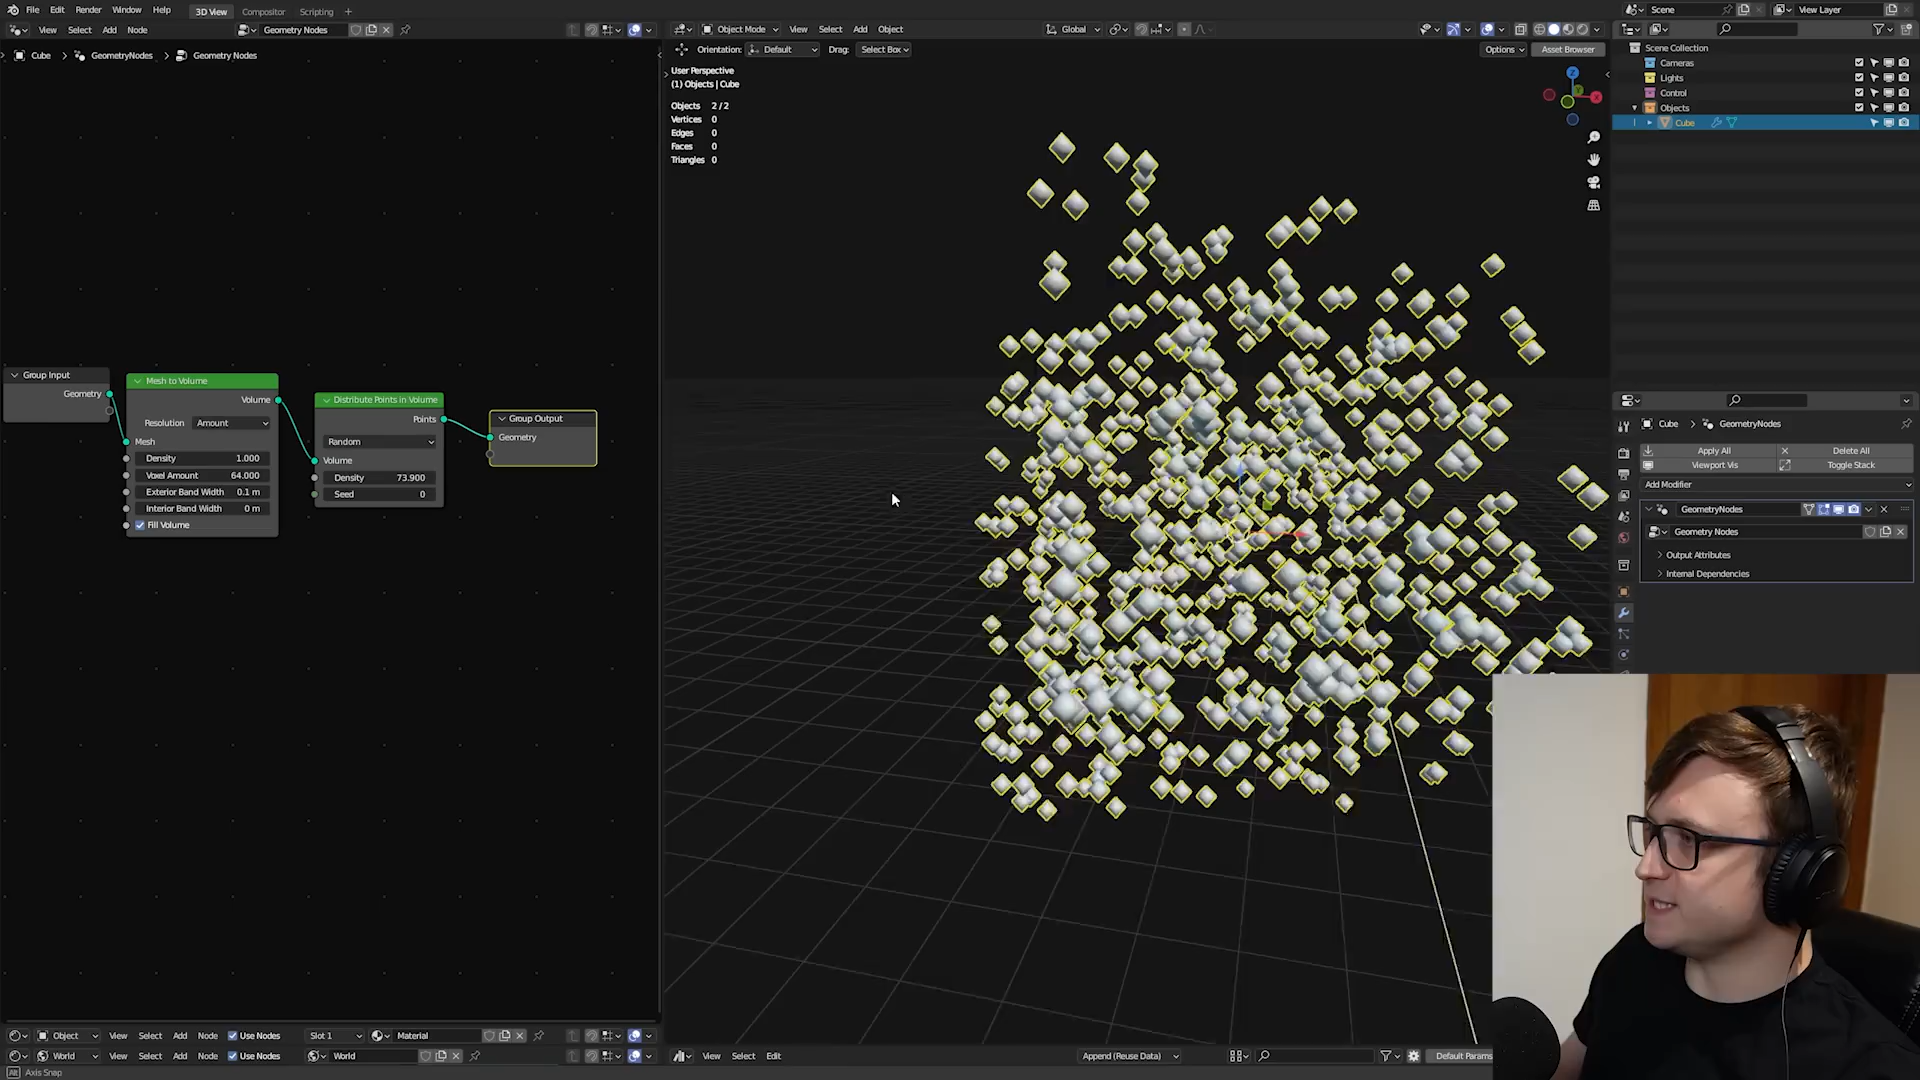 File Edit Render Window Help 3D View Compositor Scripting +
Scene
View Layer
View Select Add Node
Geometry Nodes
Object Mode View Select Add Object
Global
Orientation: Default Drag: Select Box
Options Asset Browser
Cube > GeometryNodes > Geometry Nodes
User Perspective
(1) Objects | Cube
Objects 2/2
Vertices 0
Edges 0
Faces 0
Triangles 0
Z
Y
X
Scene Collection
Cameras
Lights
Control
Objects
Cube
Group Input
Geometry
Mesh to Volume
Volume
Resolution Amount
Mesh
Density 1.000
Voxel Amount 64.000
Exterior Band Width 0.1 m
Interior Band Width 0 m
Fill Volume
Distribute Points in Volume
Points
Random
Volume
Density 73.900
Seed 0
Group Output
Geometry
Cube > GeometryNodes
Apply All Delete All
Viewport Vis Toggle Stack
Add Modifier
GeometryNodes
Geometry Nodes
Output Attributes
Internal Dependencies
Object View Select Add Node Use Nodes Slot 1 Material
World View Select Add Node Use Nodes World
View Select Edit
Append (Reuse Data)
Default Params
Alt Axis Snap